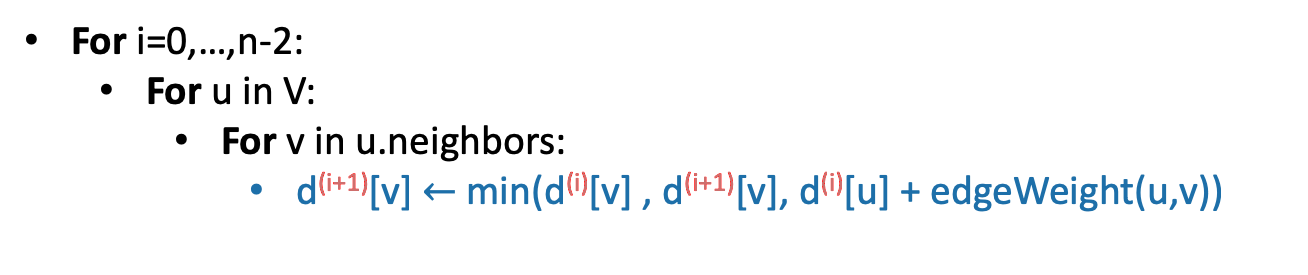 • For i=0,...,n-2:
• For u in V:
• For v in u.neighbors:
• d⁽ⁱ⁺¹⁾[v] ← min(d⁽ⁱ⁾[v] , d⁽ⁱ⁺¹⁾[v], d⁽ⁱ⁾[u] + edgeWeight(u,v))